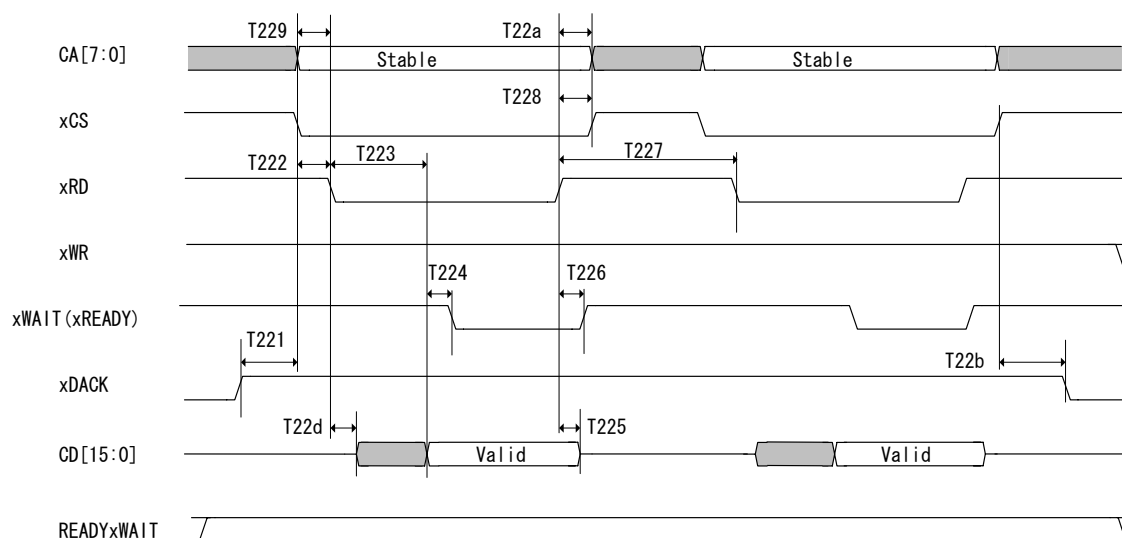 T229 T22a
CA[7:0] Stable Stable
T228
xCS
T222 T223 T227
xRD
xWR
T224 T226
xWAIT(xREADY)
T221 T22b
xDACK
T22d T225
CD[15:0] Valid Valid
READYxWAIT